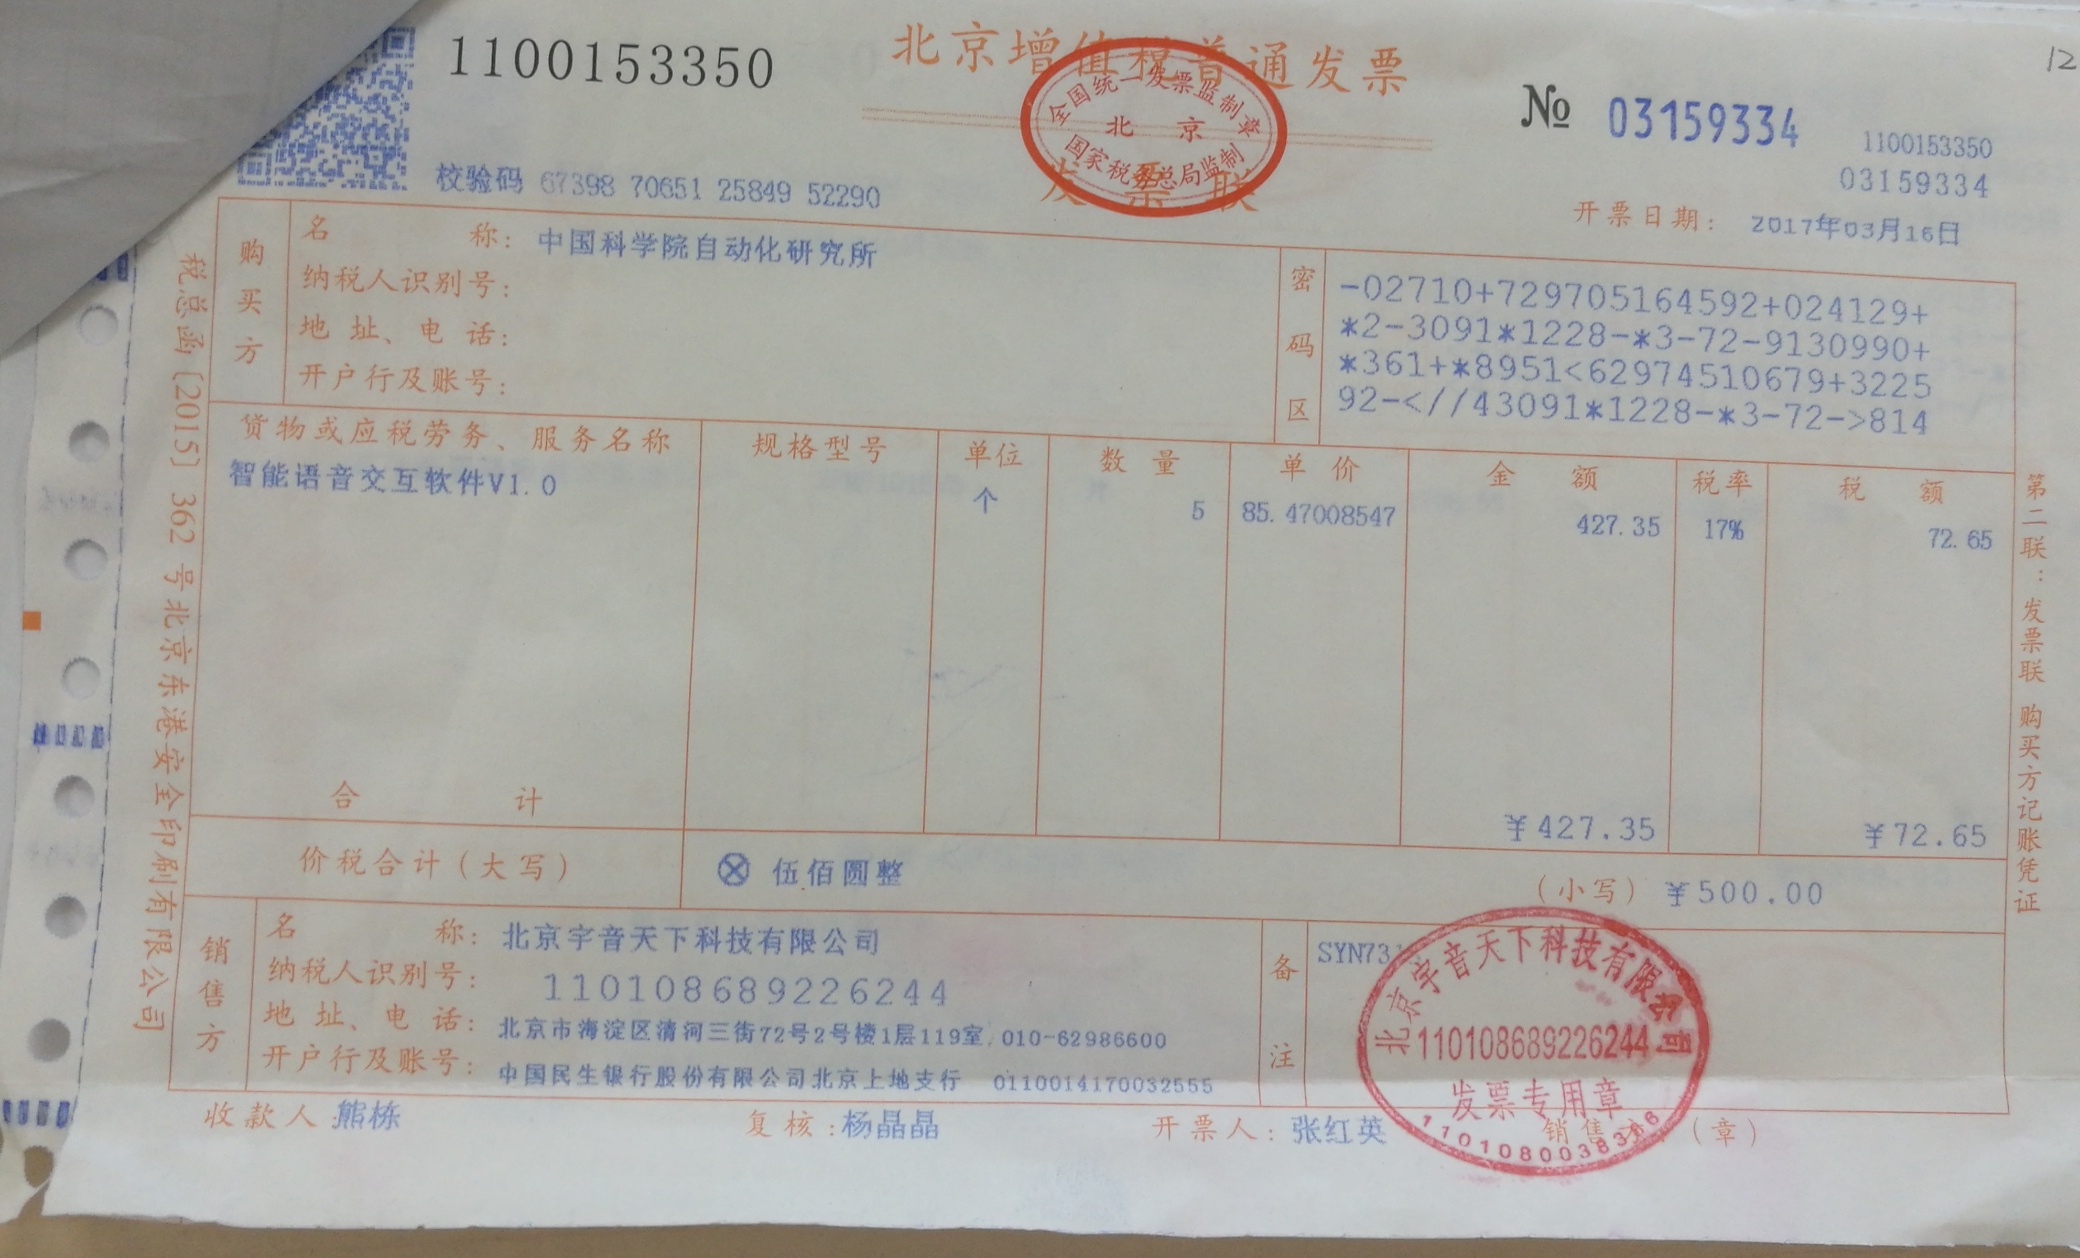 1100153350
北京增值税普通发票
发票联
全国统一发票监制章
北京
国家税务总局监制
12
№ 03159334
1100153350
03159334
校验码 67398 70651 25849 52290
开票日期: 2017年03月16日
购买方
名称: 中国科学院自动化研究所
纳税人识别号:
地址、电话:
开户行及账号:
密码区
-02710+729705164592+024129+
*2-3091*1228-*3-72-9130990+
*361+*8951<62974510679+3225
92-<//43091*1228-*3-72->814
货物或应税劳务、服务名称 规格型号 单位 数量 单价 金额 税率 税额
智能语音交互软件V1.0 个 5 85.47008547 427.35 17% 72.65
合计 ¥427.35 ¥72.65
价税合计(大写) ⊗ 伍佰圆整 (小写) ¥500.00
销售方
名称: 北京宇音天下科技有限公司
纳税人识别号: 110108689226244
地址、电话: 北京市海淀区清河三街72号2号楼1层119室, 010-62986600
开户行及账号: 中国民生银行股份有限公司北京上地支行 0110014170032555
备注
SYN73
北京宇音天下科技有限公司
110108689226244
发票专用章
收款人 熊栋 复核: 杨晶晶 开票人: 张红英 销售 (章)
税总函[2015]362号北京东港安全印刷有限公司
第二联: 发票联 购买方记账凭证